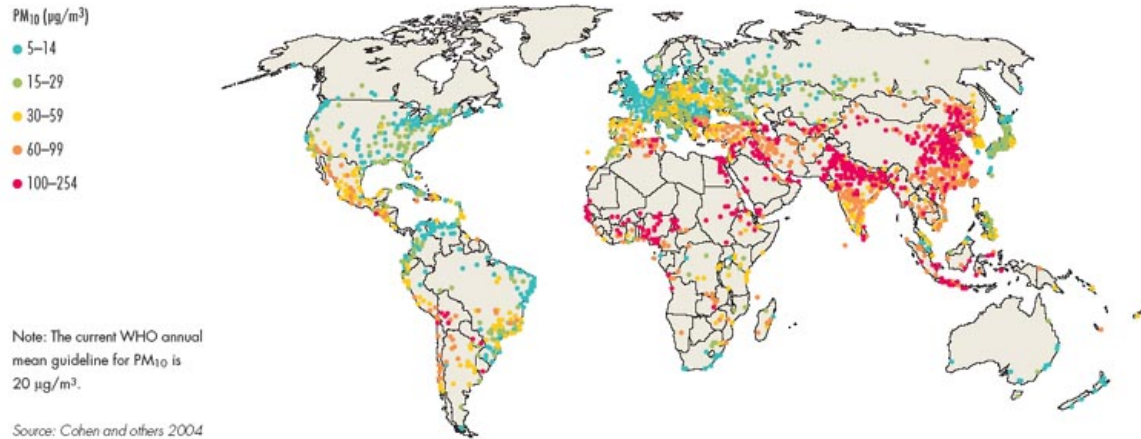 PM₁₀ (µg/m³)
5–14
15–29
30–59
60–99
100–254
Note: The current WHO annual
mean guideline for PM₁₀ is
20 µg/m³.
Source: Cohen and others 2004